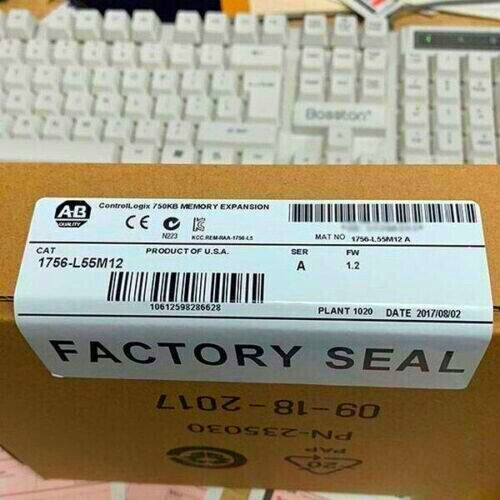 Bosston
A-B
QUALITY
ControlLogix 750KB MEMORY EXPANSION
CE
N223
KCC-REM-RAA-1756-L5
MAT NO 1756-L55M12 A
CAT
1756-L55M12
PRODUCT OF U.S.A.
SER
A
FW
1.2
10612598286628
PLANT 1020
DATE 2017/08/02
FACTORY SEAL
09-18-2017
PN-235030
20
PAP